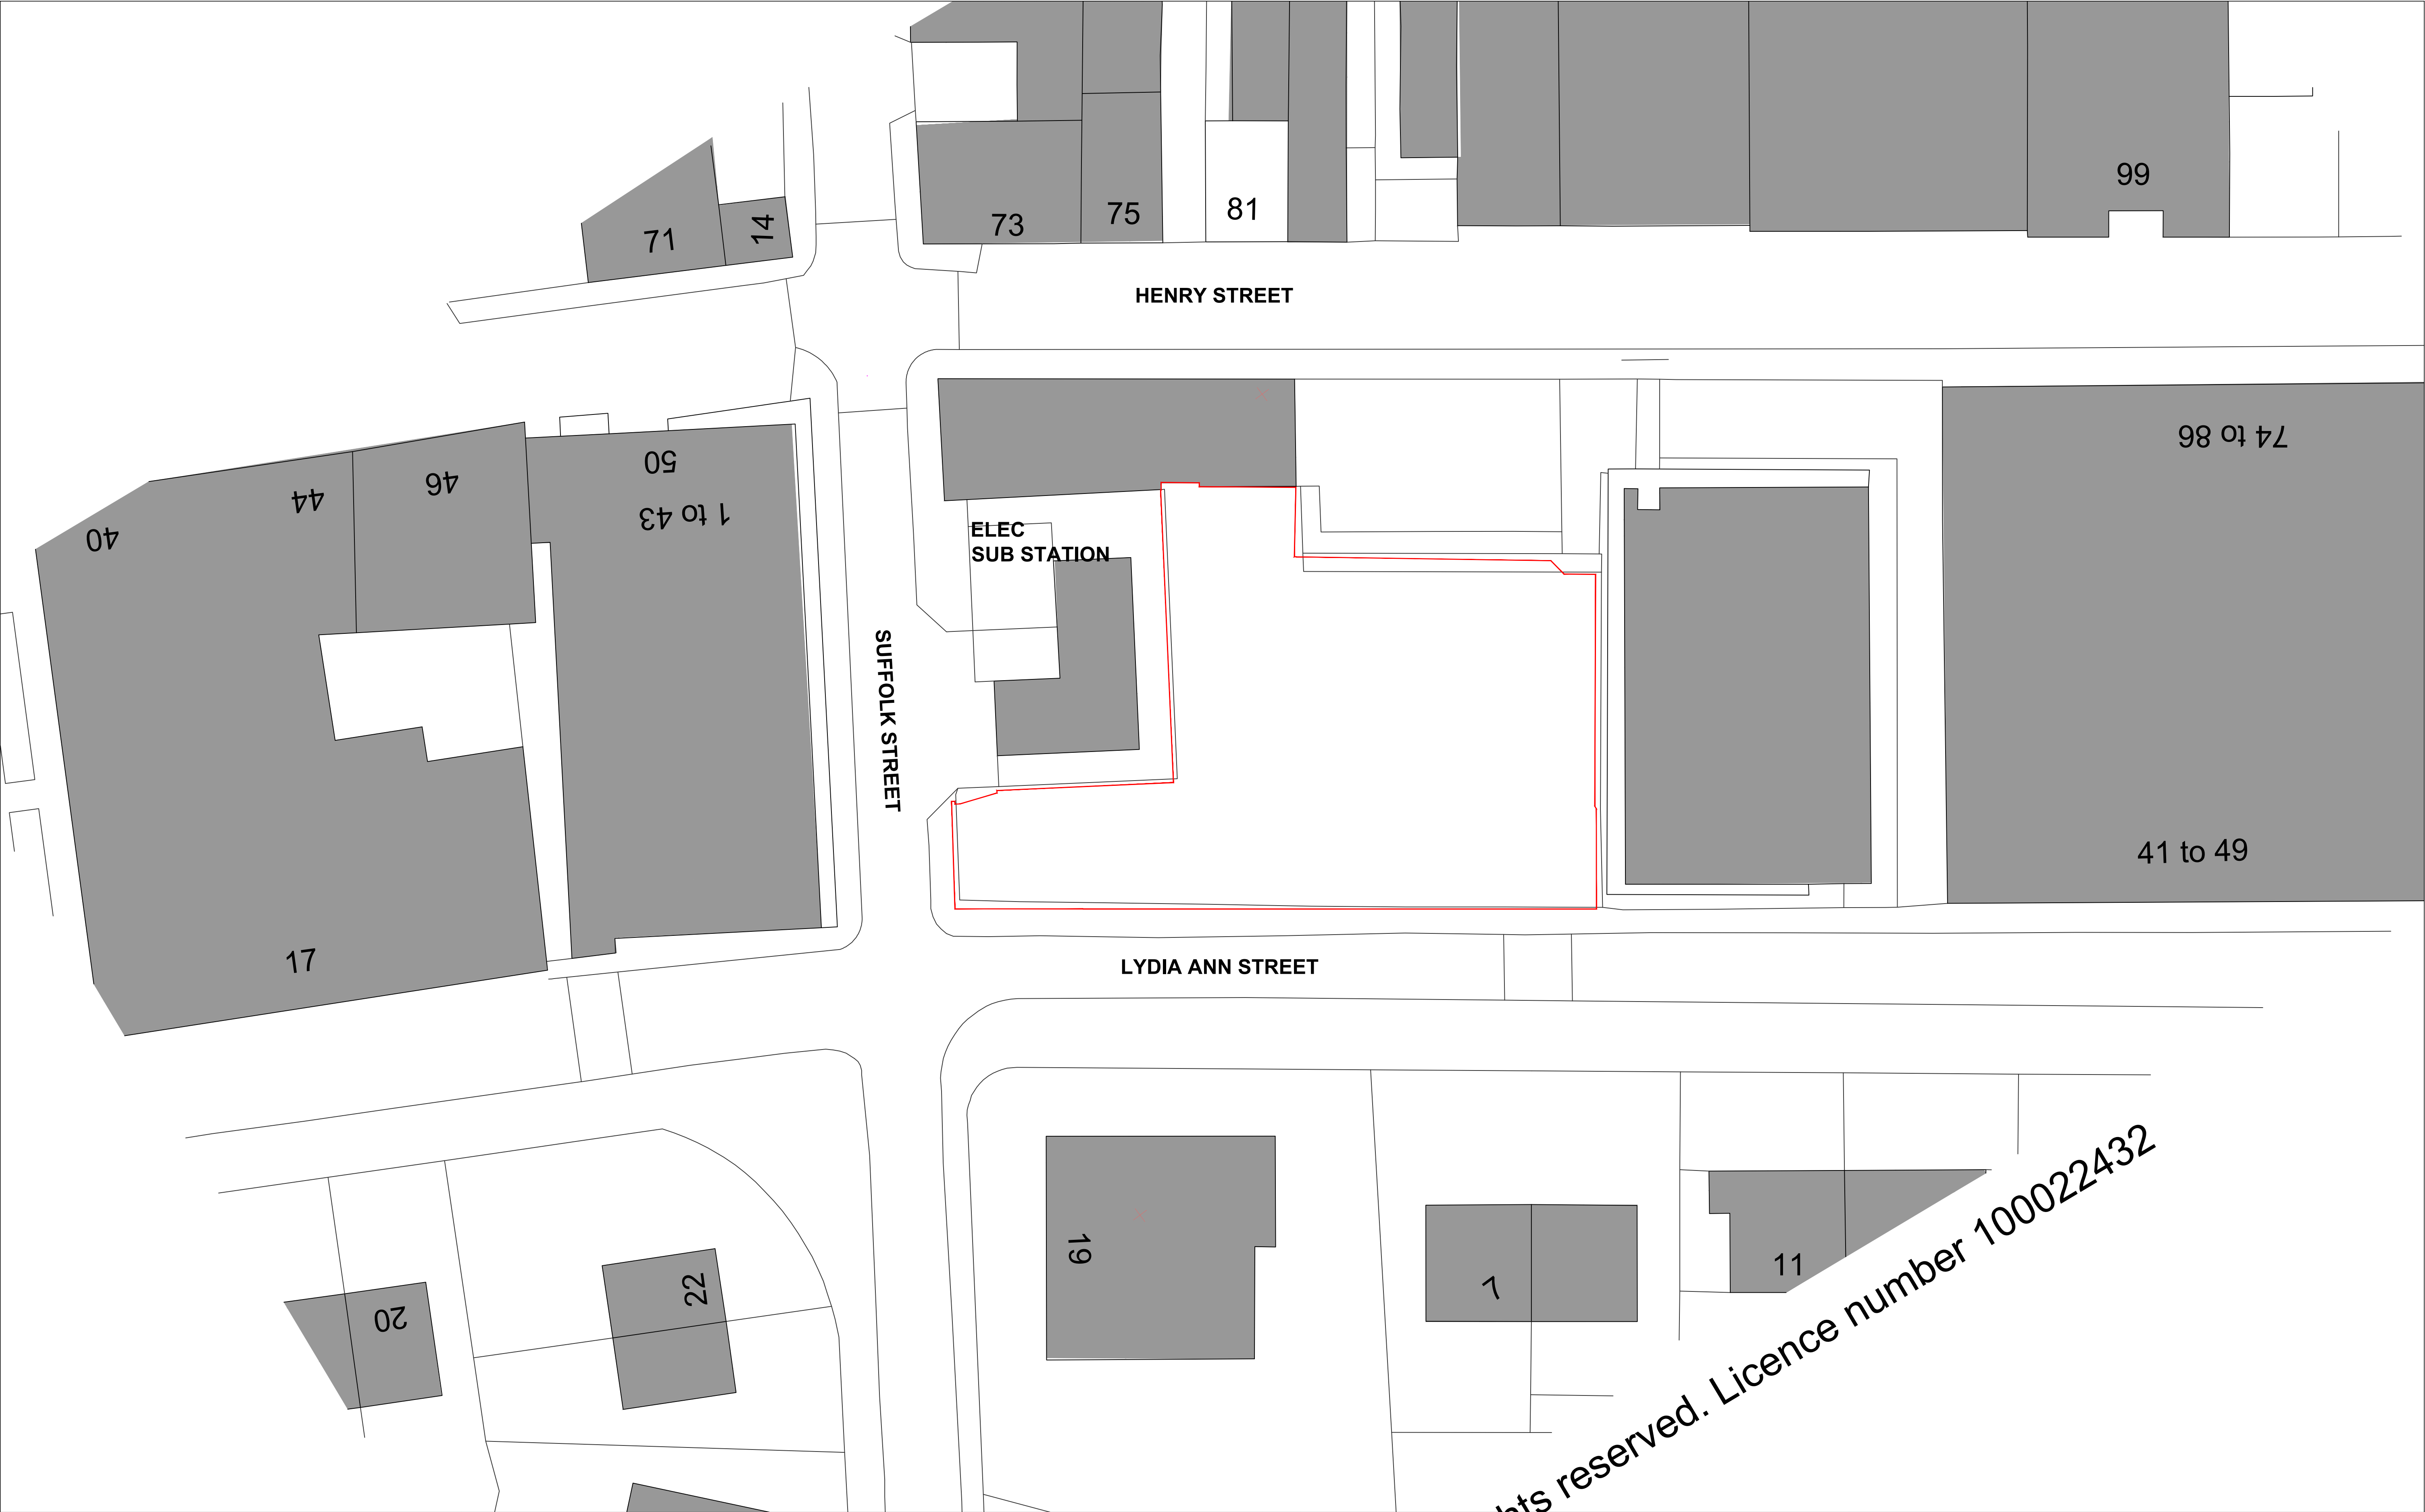 99
73
75
81
71
14
HENRY STREET
74 to 86
50
46
44
1 to 43
40
ELEC
SUB STATION
SUFFOLK STREET
41 to 49
17
LYDIA ANN STREET
19
7
11
22
20
hts reserved. Licence number 100022432